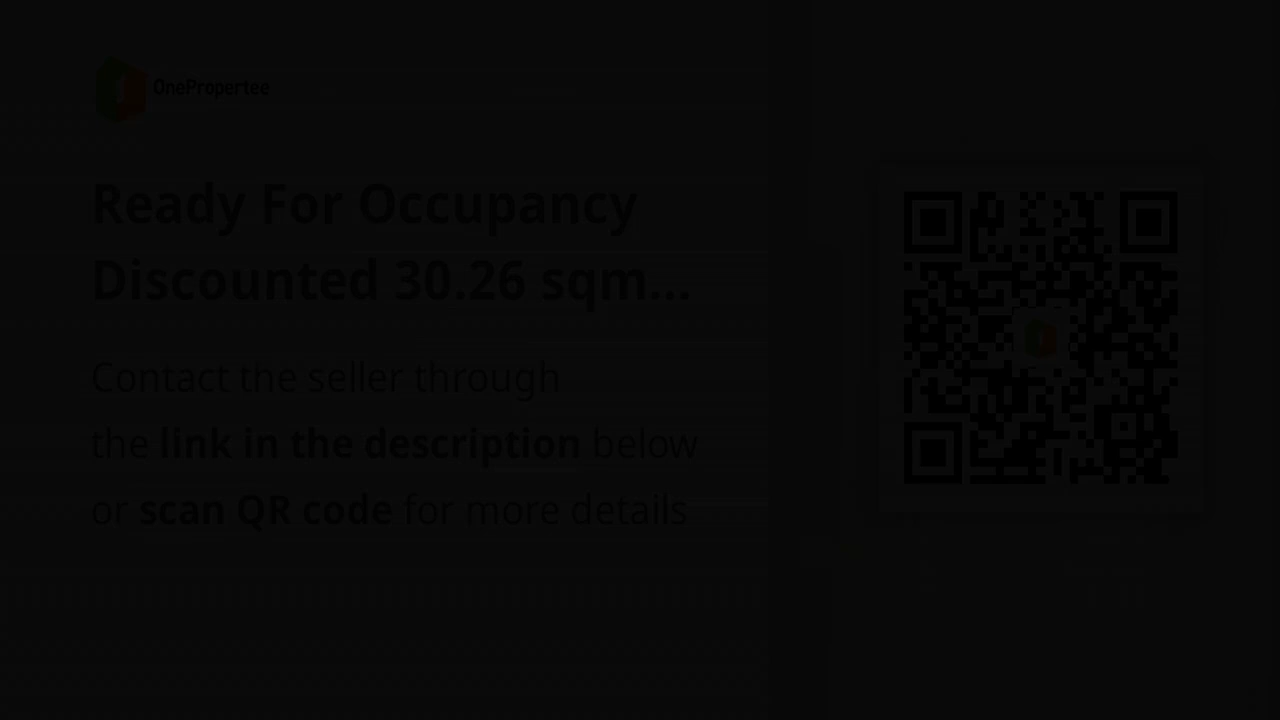 OnePropertee
Ready For Occupancy
Discounted 30.26 sqm...
Contact the seller through
the link in the description below
or scan QR code for more details